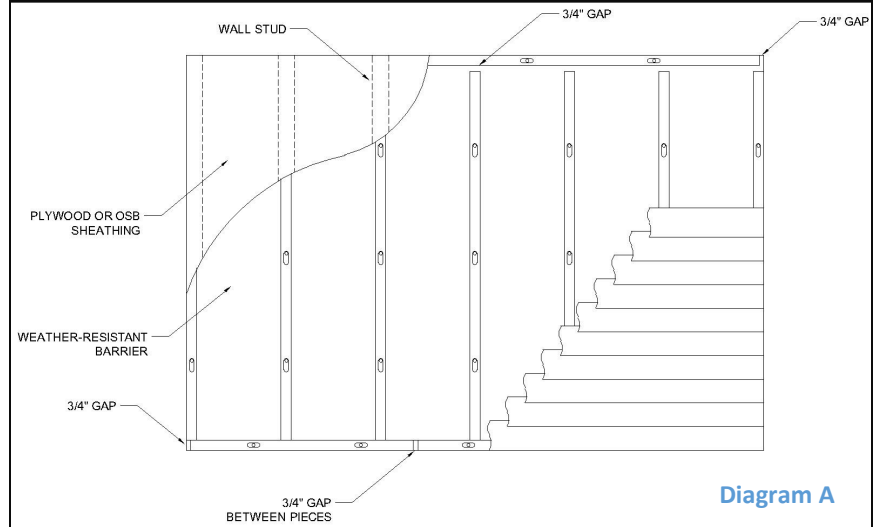 WALL STUD
3/4" GAP
3/4" GAP
PLYWOOD OR OSB
SHEATHING
WEATHER-RESISTANT
BARRIER
3/4" GAP
3/4" GAP
BETWEEN PIECES
Diagram A